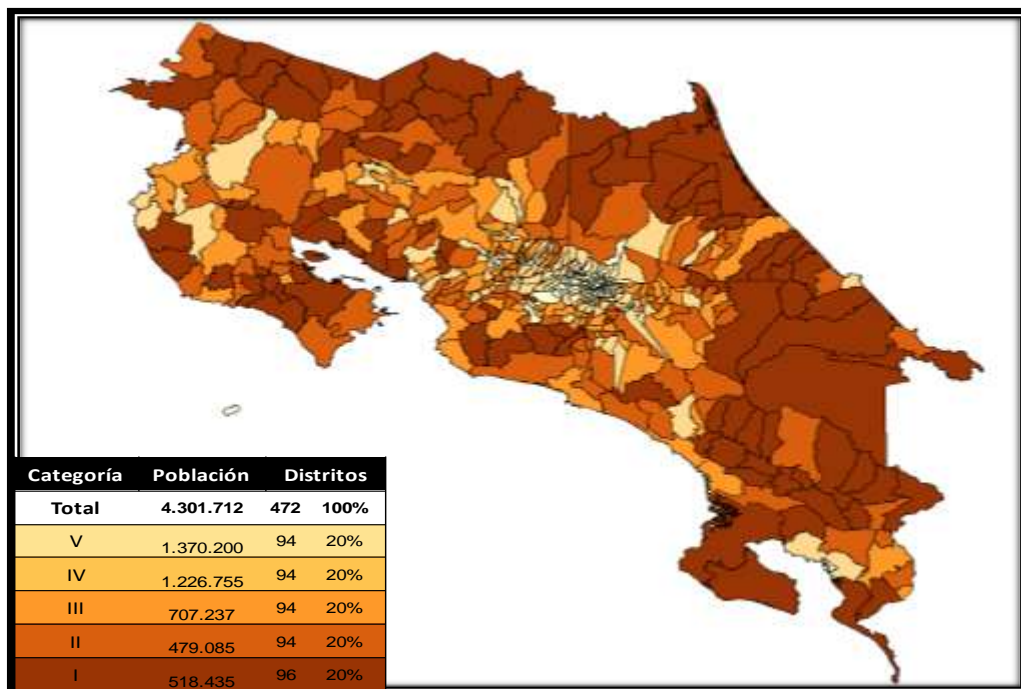 Categoría Población Distritos
Total 4.301.712 472 100%
V 1.370.200 94 20%
IV 1.226.755 94 20%
III 707.237 94 20%
II 479.085 94 20%
I 518.435 96 20%